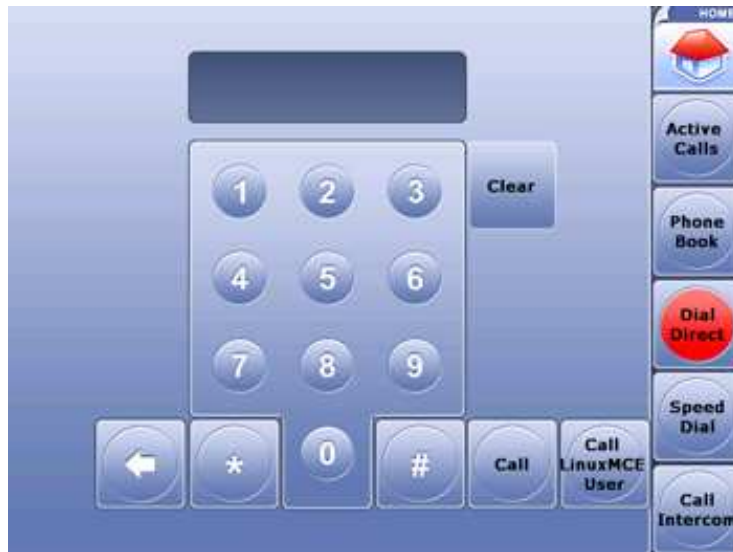 HOME
Active
Calls
1 2 3
Clear
Phone
Book
4 5 6
Dial
Direct
7 8 9
Speed
Dial
* 0 #
Call
Call
LinuxMCE
User
Call
Intercom